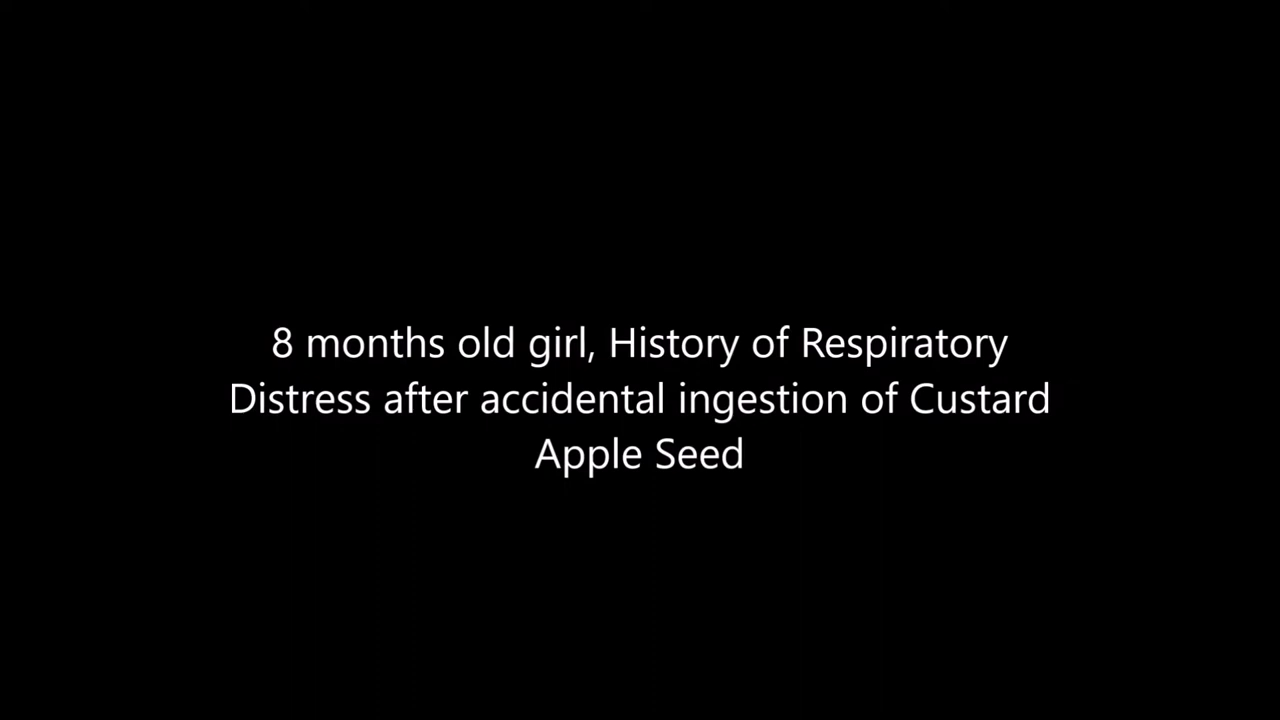 8 months old girl, History of Respiratory
Distress after accidental ingestion of Custard
Apple Seed